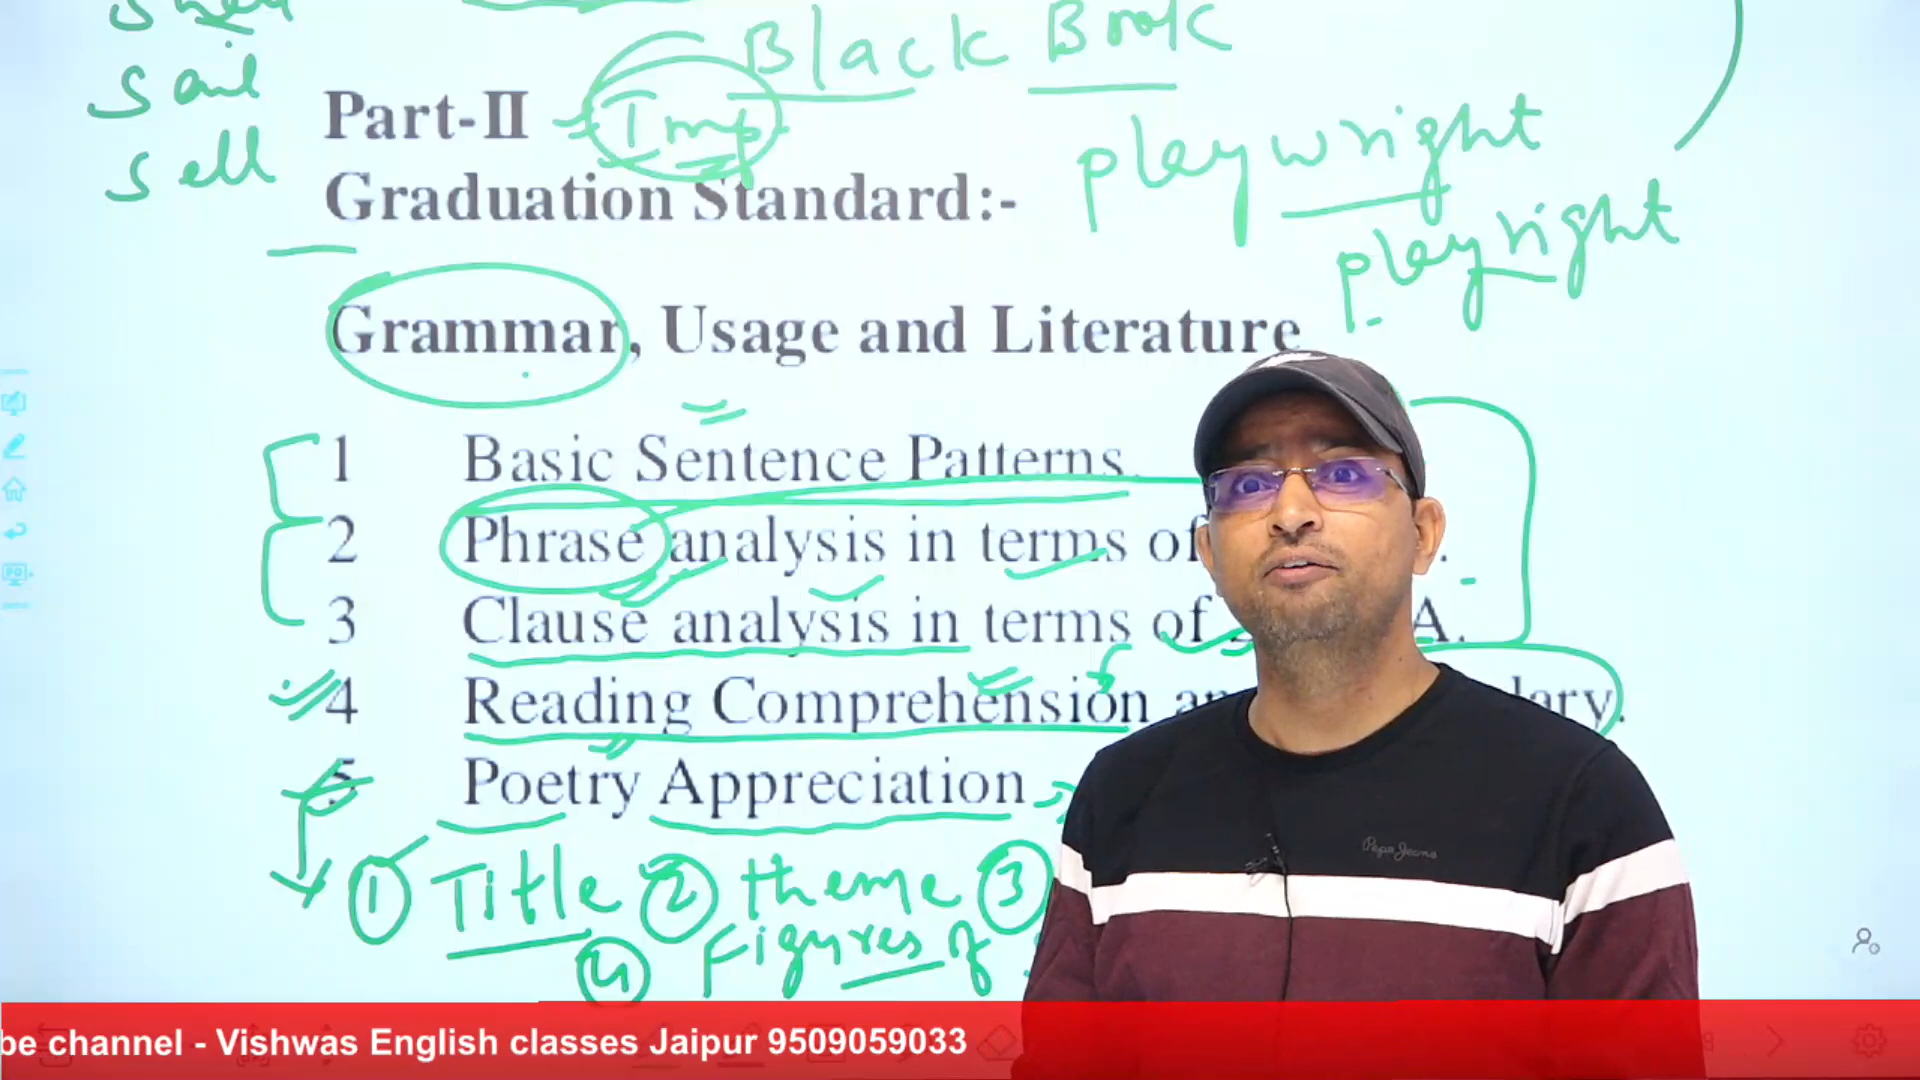 Sail
Sell
Black Book
Part-II Imp
playwright
Graduation Standard:-
playright
Grammar, Usage and Literature
1 Basic Sentence Patterns.
2 Phrase analysis in terms of
3 Clause analysis in terms of A.
4 Reading Comprehension
5 Poetry Appreciation
① Title ② theme ③
④ Figures of
Pepe Jeans
be channel - Vishwas English classes Jaipur 9509059033